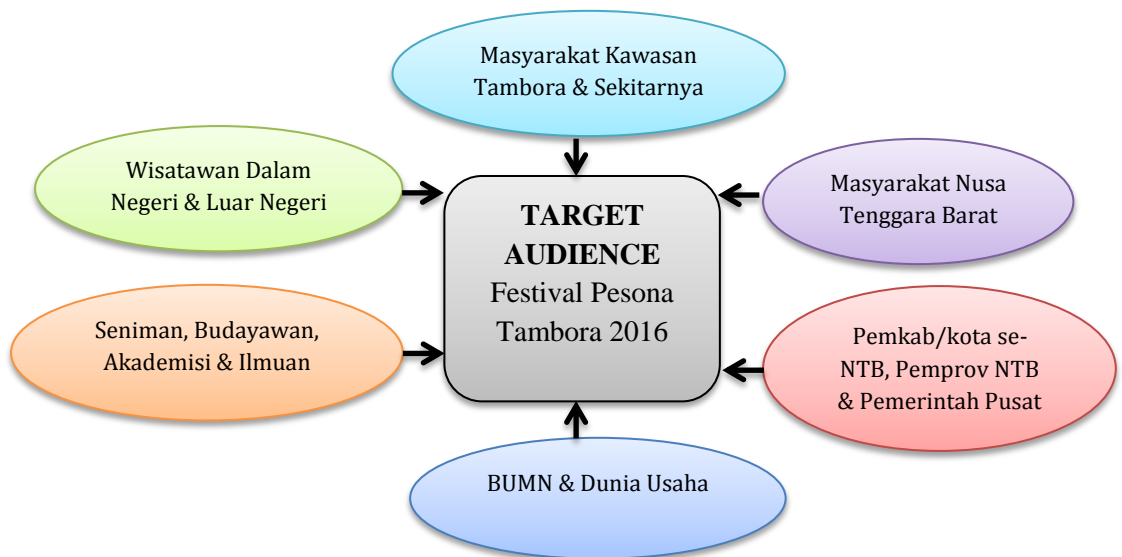 Masyarakat Kawasan
Tambora & Sekitarnya
Wisatawan Dalam
Negeri & Luar Negeri
Masyarakat Nusa
Tenggara Barat
TARGET
AUDIENCE
Festival Pesona
Tambora 2016
Seniman, Budayawan,
Akademisi & Ilmuan
Pemkab/kota se-
NTB, Pemprov NTB
& Pemerintah Pusat
BUMN & Dunia Usaha